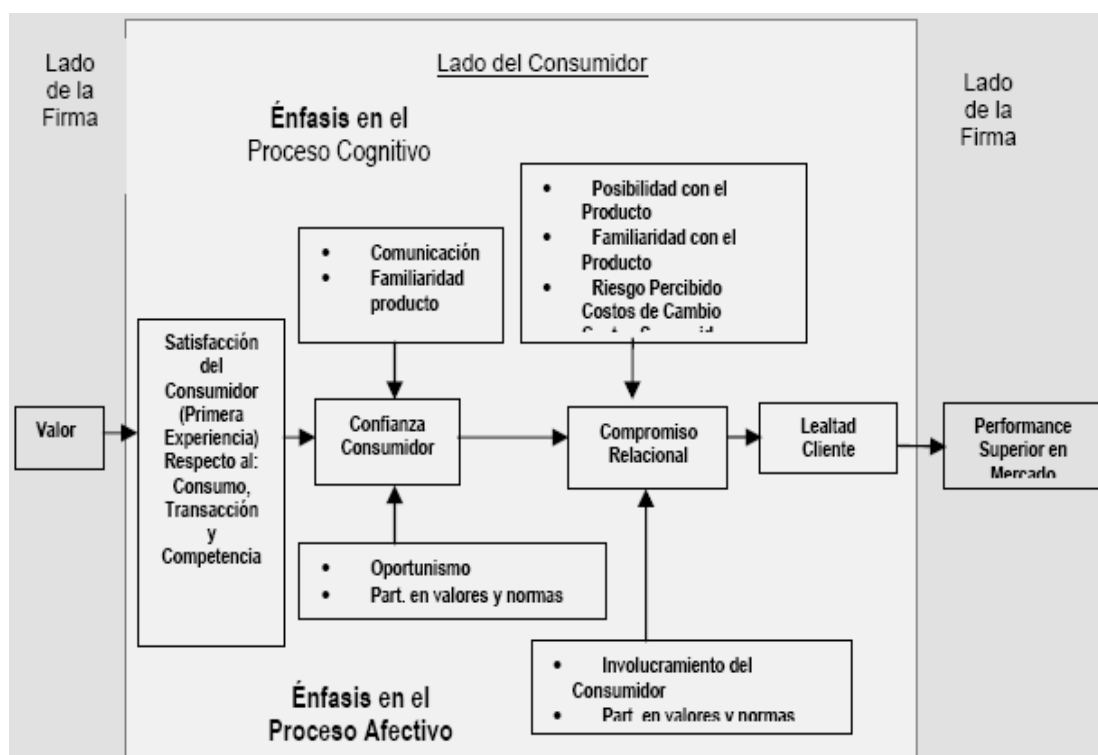 Lado
de la
Firma
Lado del Consumidor
Lado
de la
Firma
Énfasis en el
Proceso Cognitivo
• Posibilidad con el
Producto
• Familiaridad con el
Producto
• Riesgo Percibido
Costos de Cambio
• Comunicación
• Familiaridad
producto
Satisfacción
del
Consumidor
(Primera
Experiencia)
Respecto al:
Consumo,
Transacción
y
Competencia
Valor
Confianza
Consumidor
Compromiso
Relacional
Lealtad
Cliente
Performance
Superior en
Mercado
• Oportunismo
• Part. en valores y normas
• Involucramiento del
Consumidor
• Part. en valores y normas
Énfasis en el
Proceso Afectivo